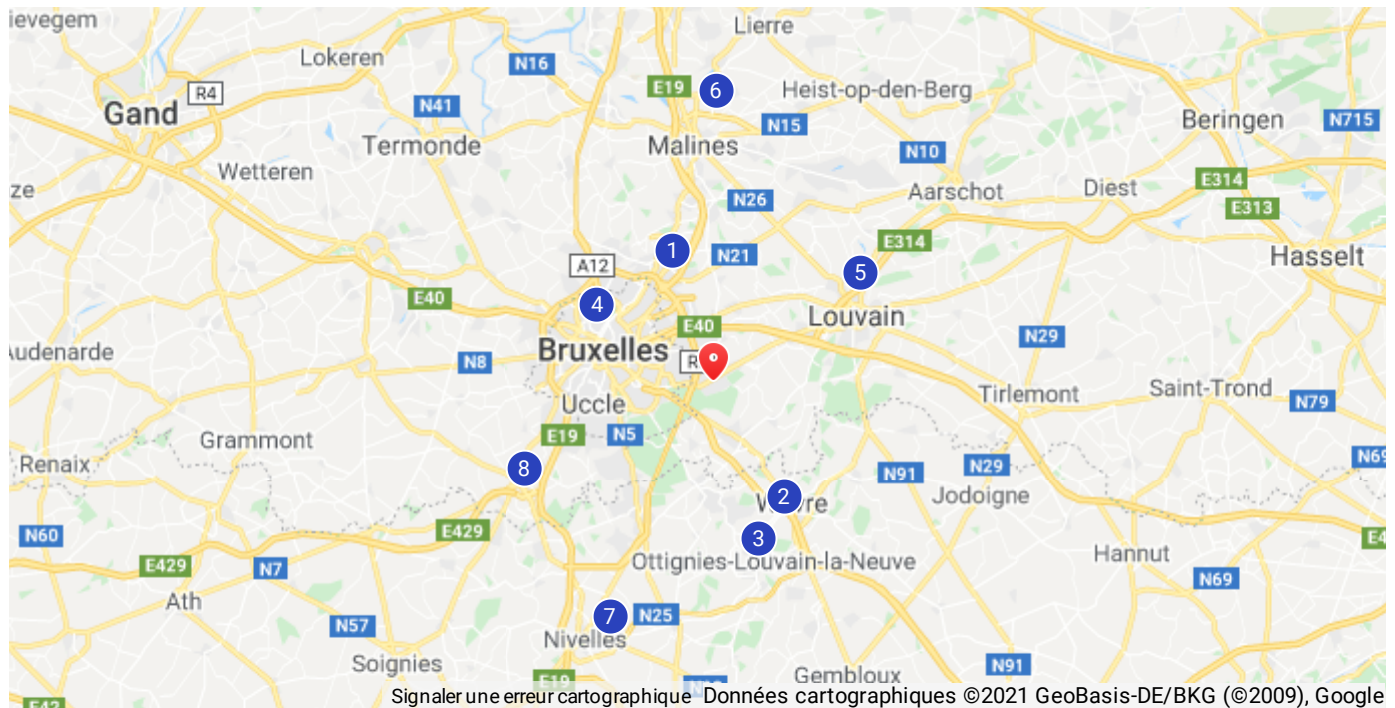 ievegem
Lierre
Lokeren
N16
E19
6
Heist-op-den-Berg
R4
Gand
N41
N15
Beringen
N715
Termonde
Malines
N10
Wetteren
E314
ze
Aarschot
Diest
N26
E313
1
N21
E314
Hasselt
A12
5
E40
4
Louvain
E40
N29
Bruxelles
Audenarde
N8
Tirlemont
Saint-Trond
N79
Uccle
E19
N5
Grammont
Renaix
8
N91
N29
N69
2
Jodoigne
N60
E429
3
E4
Hannut
Ottignies-Louvain-la-Neuve
E429
N7
N69
Ath
7
N25
N57
Nivelles
Soignies
N91
Gembloux
E19
E42
Signaler une erreur cartographique Données cartographiques ©2021 GeoBasis-DE/BKG (©2009), Google